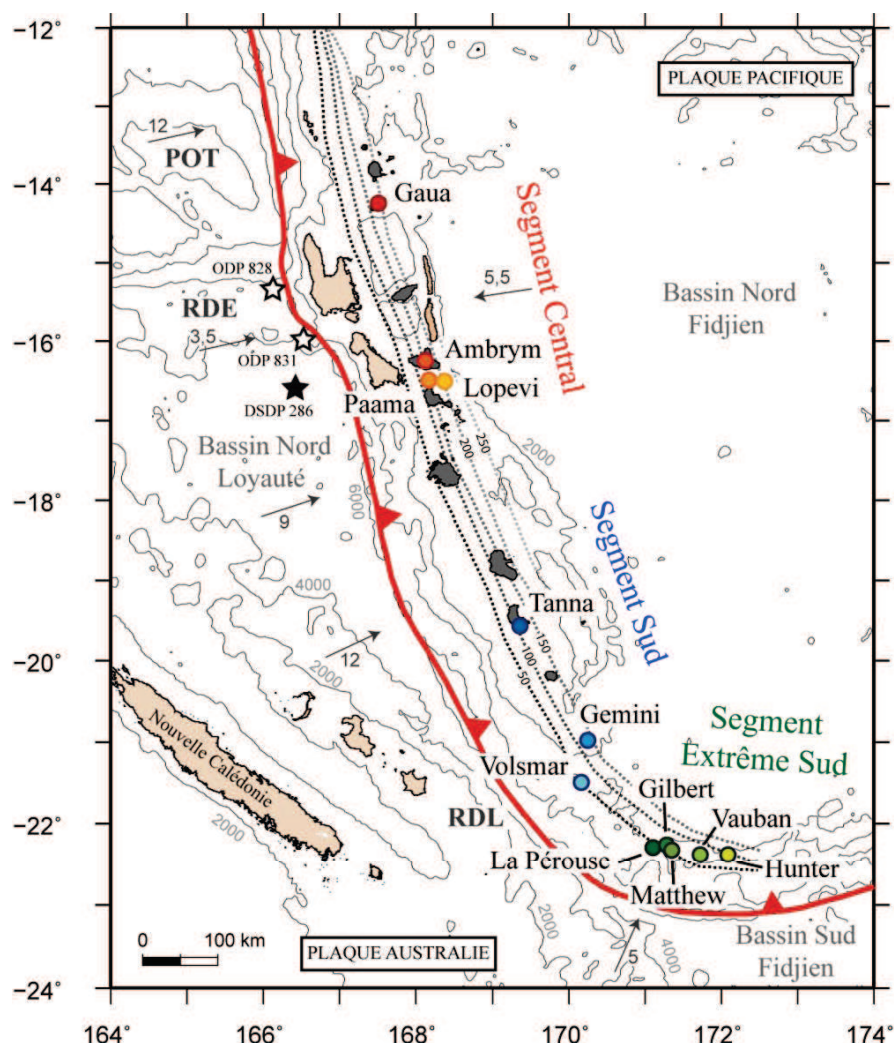 −12°
−14°
−16°
−18°
−20°
−22°
−24°
164°
166°
168°
170°
172°
174°
PLAQUE PACIFIQUE
12
POT
Gaua
Segment Central
ODP 828
5,5
Bassin Nord
Fidjien
RDE
3,5
ODP 831
Ambrym
Lopevi
Paama
DSDP 286
200
250
2000
Bassin Nord
Loyauté
9
6000
Segment Sud
4000
Tanna
150
100
50
12
2000
Gemini
Segment
Extrême Sud
Nouvelle Calédonie
Volsmar
Gilbert
Vauban
RDL
2000
La Pérouse
Hunter
Matthew
0
100 km
PLAQUE AUSTRALIE
2000
5
4000
Bassin Sud
Fidjien